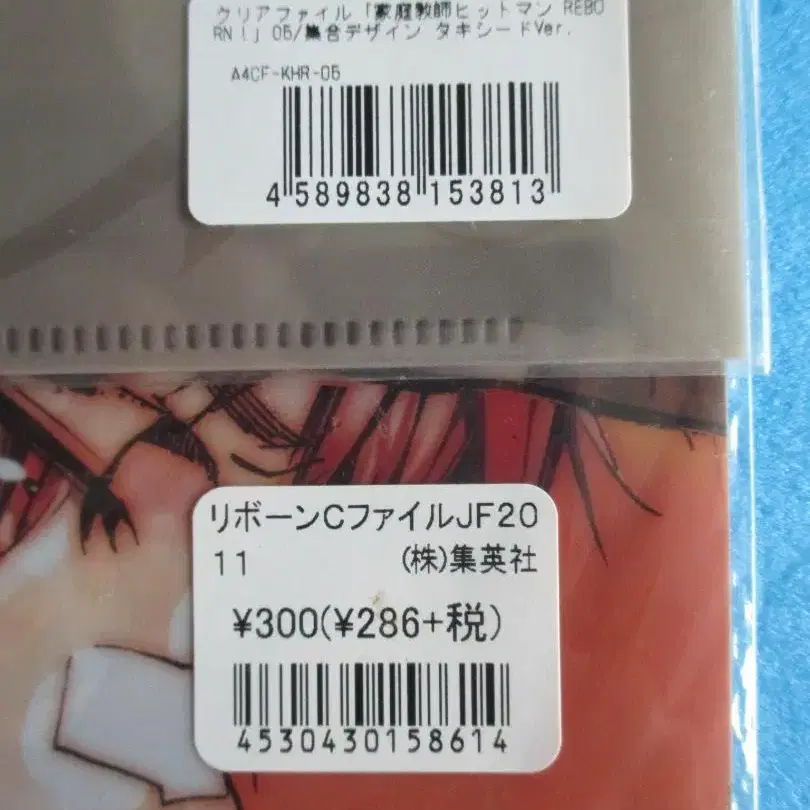 クリアファイル「家庭教師ヒットマン REBO
RN!」05/集合デザイン タキシードVer.
A4CF-KHR-05
4 589838 153813
リボーンCファイルJF20
11 (株)集英社
¥300(¥286+税)
4530430158614